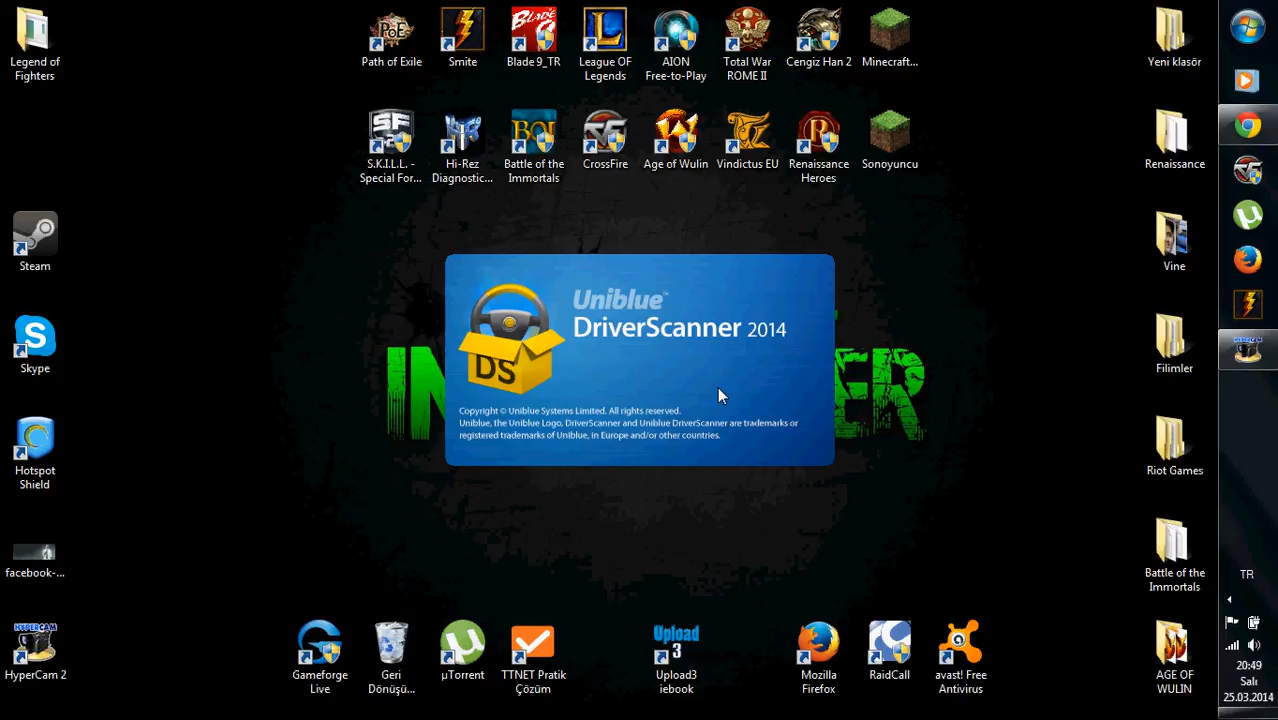 Legend of
Fighters
Path of Exile
Smite
Blade 9_TR
League OF
Legends
AION
Free-to-Play
Total War
ROME II
Cengiz Han 2
Minecraft...
Yeni klasör
S.K.I.L.L. -
Special For...
Hi-Rez
Diagnostic...
Battle of the
Immortals
CrossFire
Age of Wulin
Vindictus EU
Renaissance
Heroes
Sonoyuncu
Renaissance
Steam
Vine
Skype
Filimler
Hotspot
Shield
Riot Games
facebook-...
Battle of the
Immortals
HyperCam 2
Gameforge
Live
Geri
Dönüşü...
µTorrent
TTNET Pratik
Çözüm
Upload
3
Upload3
iebook
Mozilla
Firefox
RaidCall
avast! Free
Antivirus
AGE OF
WULIN
Uniblue™
DriverScanner 2014
DS
Copyright © Uniblue Systems Limited. All rights reserved.
Uniblue, the Uniblue Logo, DriverScanner and Uniblue DriverScanner are trademarks or
registered trademarks of Uniblue, in Europe and/or other countries.
TR
20:49
Salı
25.03.2014